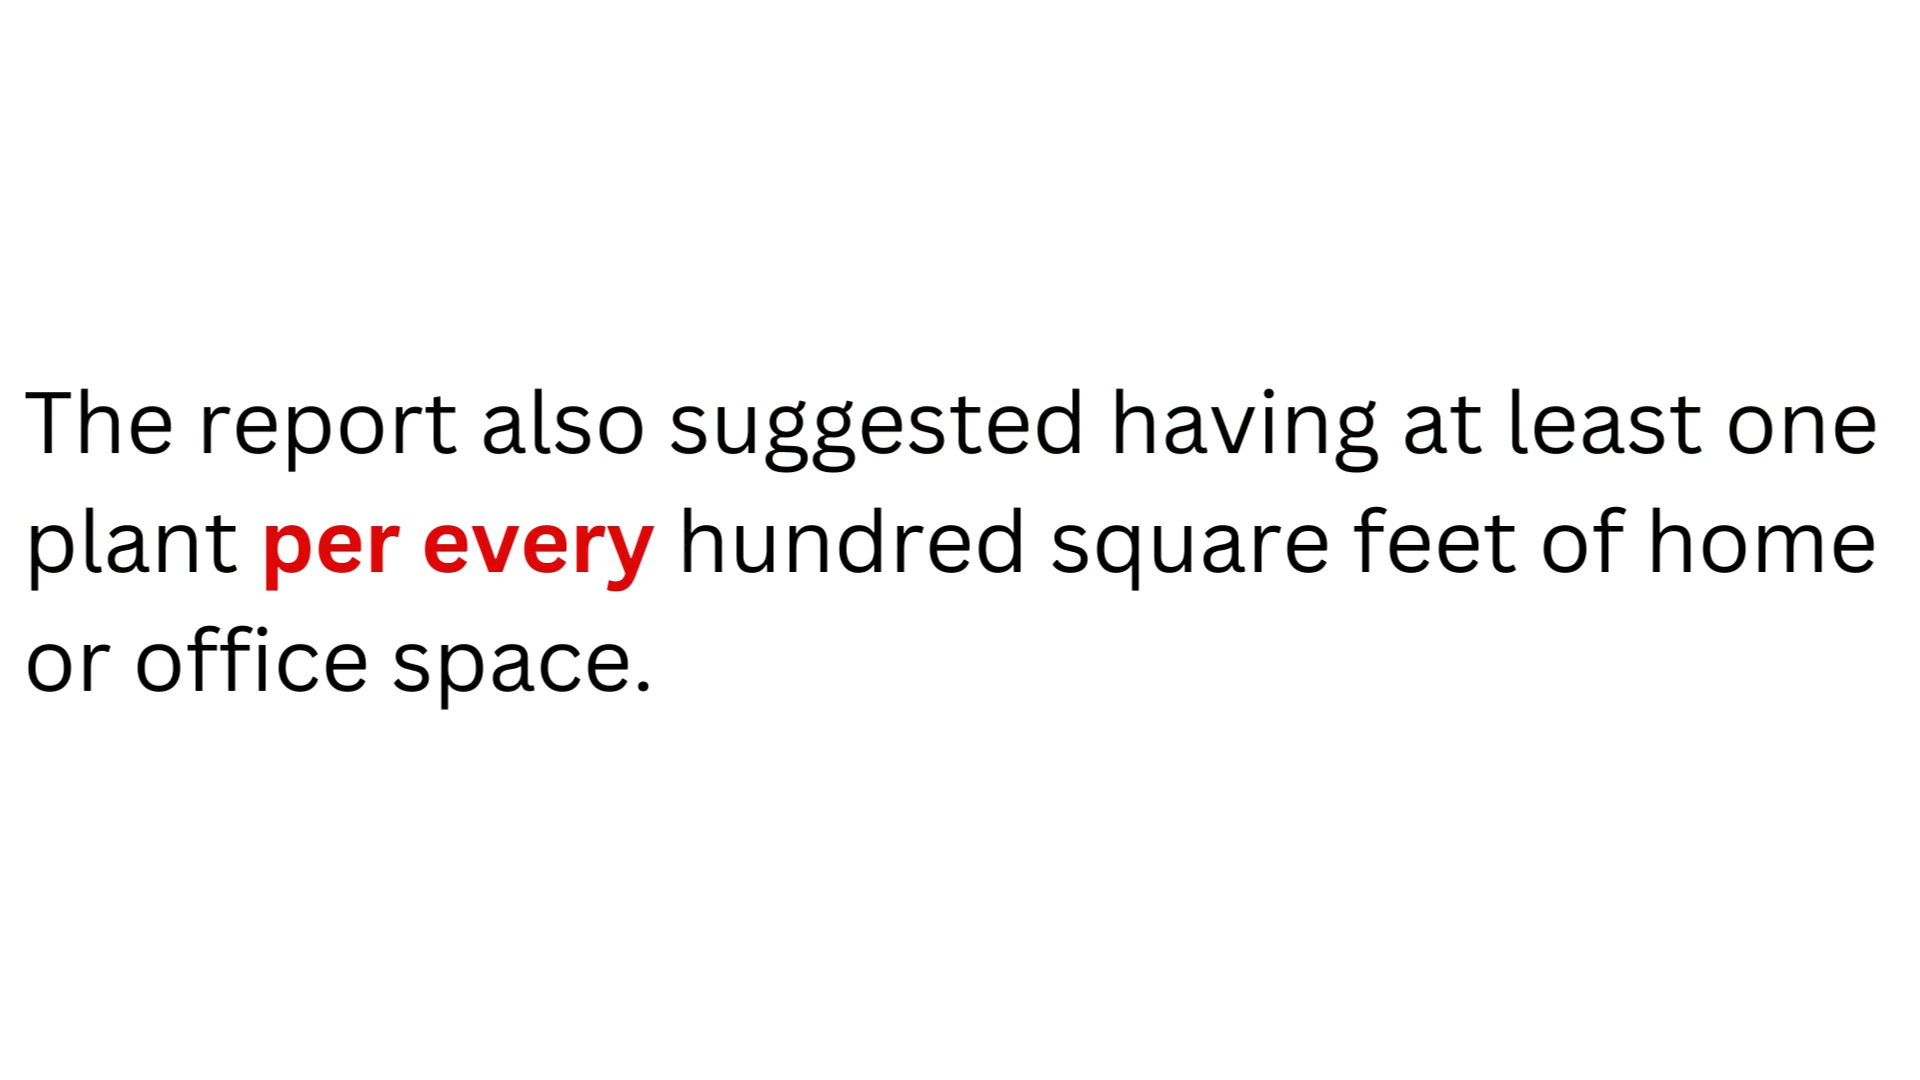 The report also suggested having at least one
plant per every hundred square feet of home
or office space.